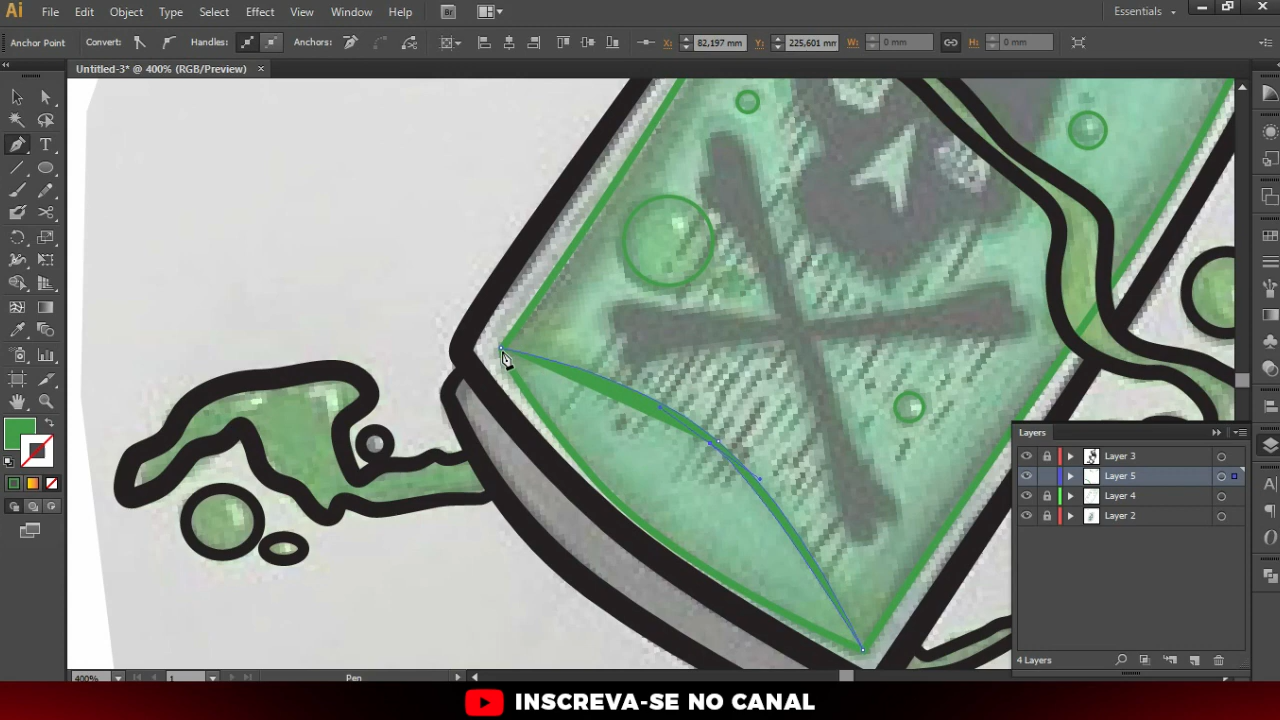 Ai File Edit Object Type Select Effect View Window Help Br Essentials
Anchor Point Convert: Handles: Anchors: X: 82,197 mm Y: 225,601 mm W: 0 mm H: 0 mm
Untitled-3* @ 400% (RGB/Preview) ×
T
Layers
Layer 3
Layer 5
Layer 4
Layer 2
4 Layers
400% 1 Pen
INSCREVA-SE NO CANAL